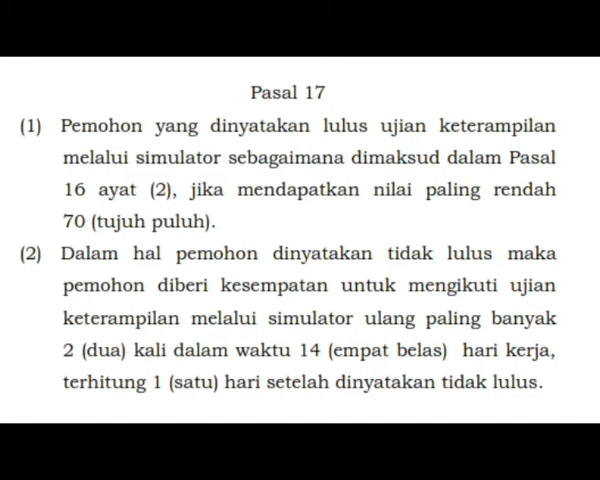 Pasal 17
(1) Pemohon yang dinyatakan lulus ujian keterampilan
melalui simulator sebagaimana dimaksud dalam Pasal
16 ayat (2), jika mendapatkan nilai paling rendah
70 (tujuh puluh).
(2) Dalam hal pemohon dinyatakan tidak lulus maka
pemohon diberi kesempatan untuk mengikuti ujian
keterampilan melalui simulator ulang paling banyak
2 (dua) kali dalam waktu 14 (empat belas) hari kerja,
terhitung 1 (satu) hari setelah dinyatakan tidak lulus.